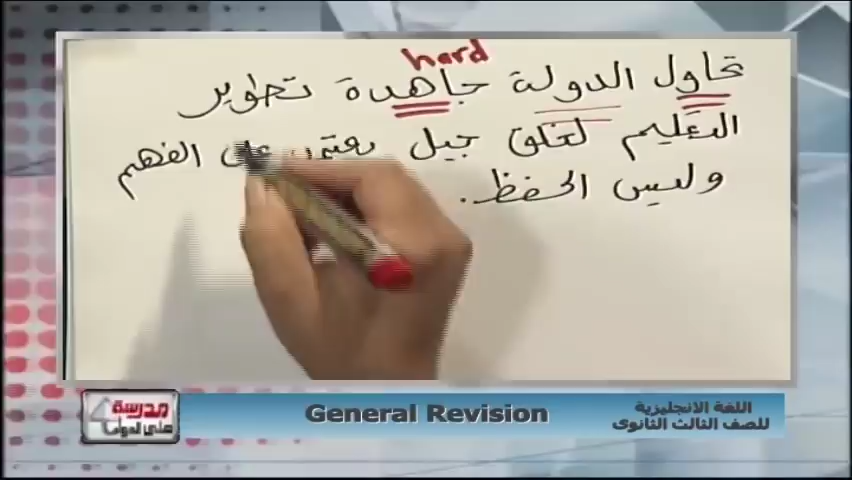 hard
تحاول الدولة جاهدة تطوير
التعليم لخلق جيل يعتمد على الفهم
وليس الحفظ.
مدرسة
على الهواء
General Revision
اللغة الانجليزية
للصف الثالث الثانوى